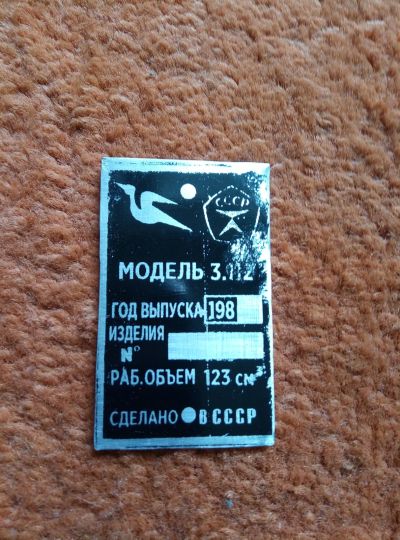 СССР
МОДЕЛЬ 3.112
ГОД ВЫПУСКА 198
ИЗДЕЛИЯ
№
РАБ.ОБЪЕМ 123 см³
СДЕЛАНО В СССР